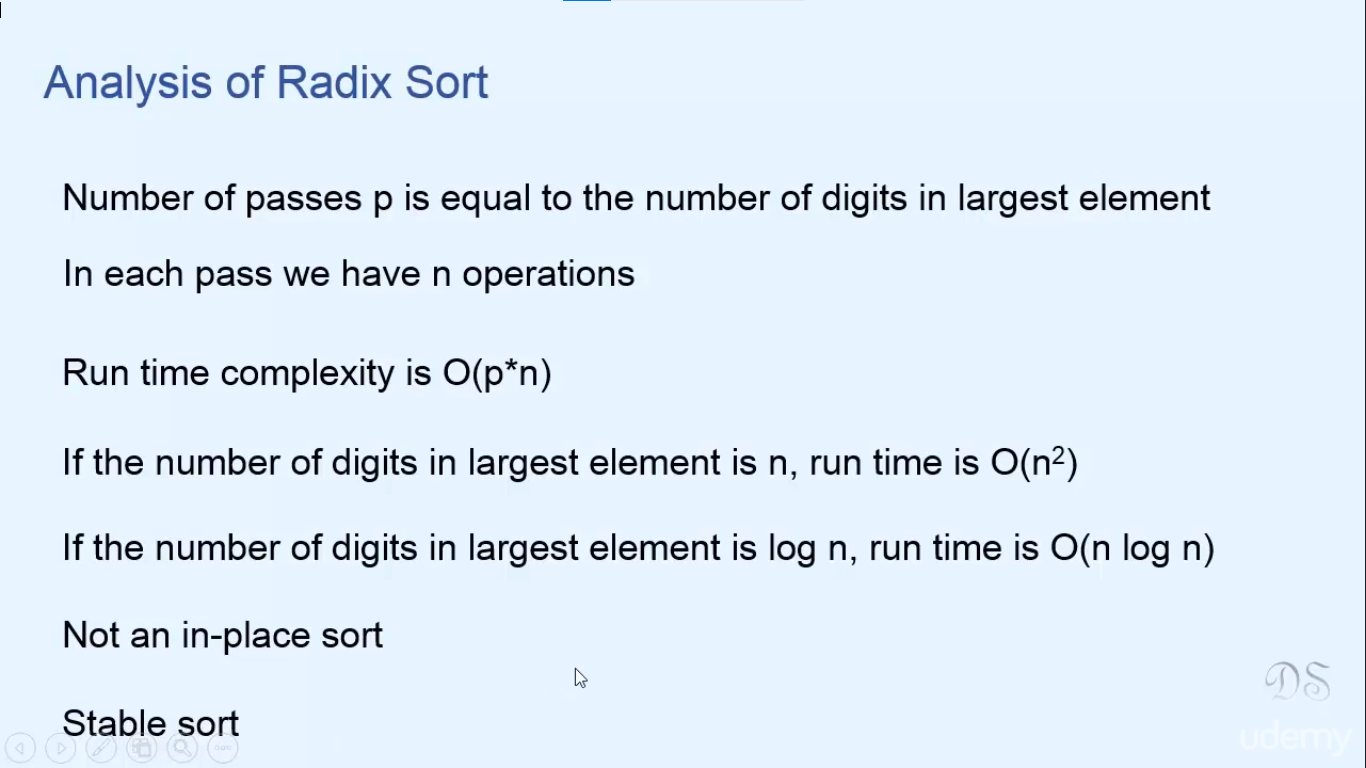 Analysis of Radix Sort
Number of passes p is equal to the number of digits in largest element
In each pass we have n operations
Run time complexity is O(p*n)
If the number of digits in largest element is n, run time is O(n²)
If the number of digits in largest element is log n, run time is O(n log n)
Not an in-place sort
Stable sort
DS
udemy